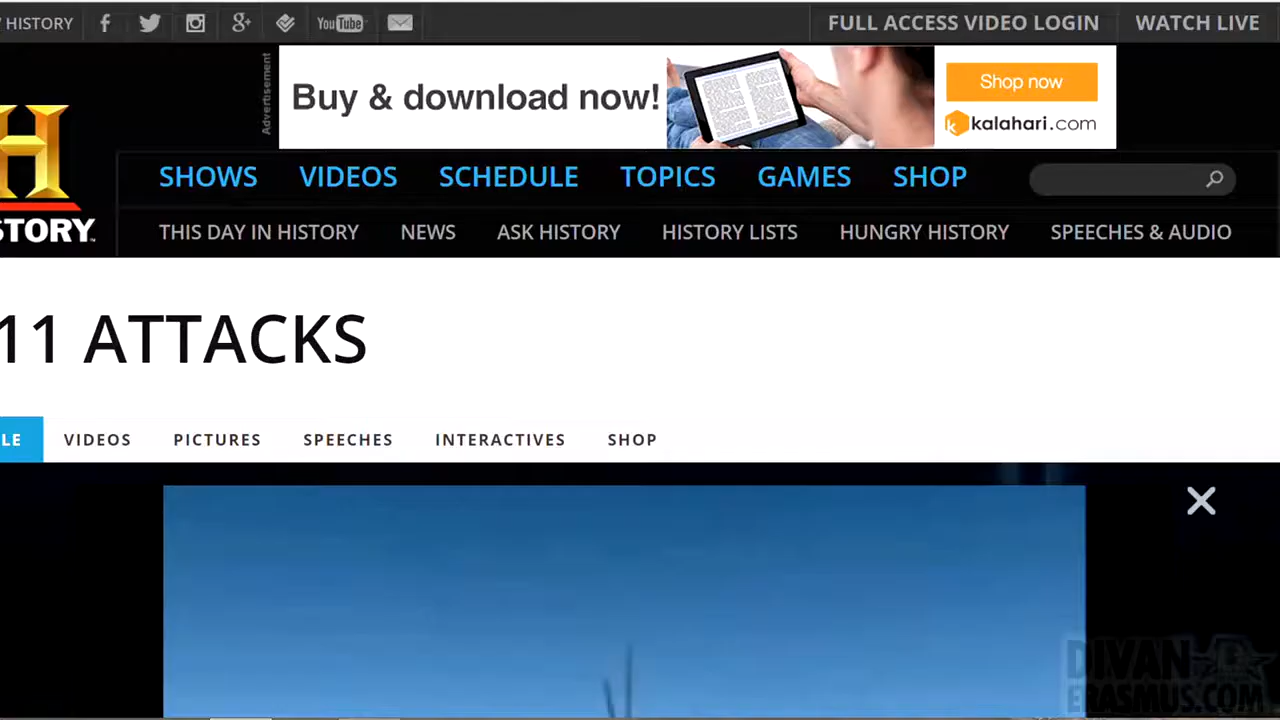 HISTORY
g+
YouTube
FULL ACCESS VIDEO LOGIN
WATCH LIVE
Advertisement
Buy & download now!
Shop now
kalahari.com
H
STORY
SHOWS
VIDEOS
SCHEDULE
TOPICS
GAMES
SHOP
THIS DAY IN HISTORY
NEWS
ASK HISTORY
HISTORY LISTS
HUNGRY HISTORY
SPEECHES & AUDIO
11 ATTACKS
LE
VIDEOS
PICTURES
SPEECHES
INTERACTIVES
SHOP
DIVAN
ERASMUS.COM